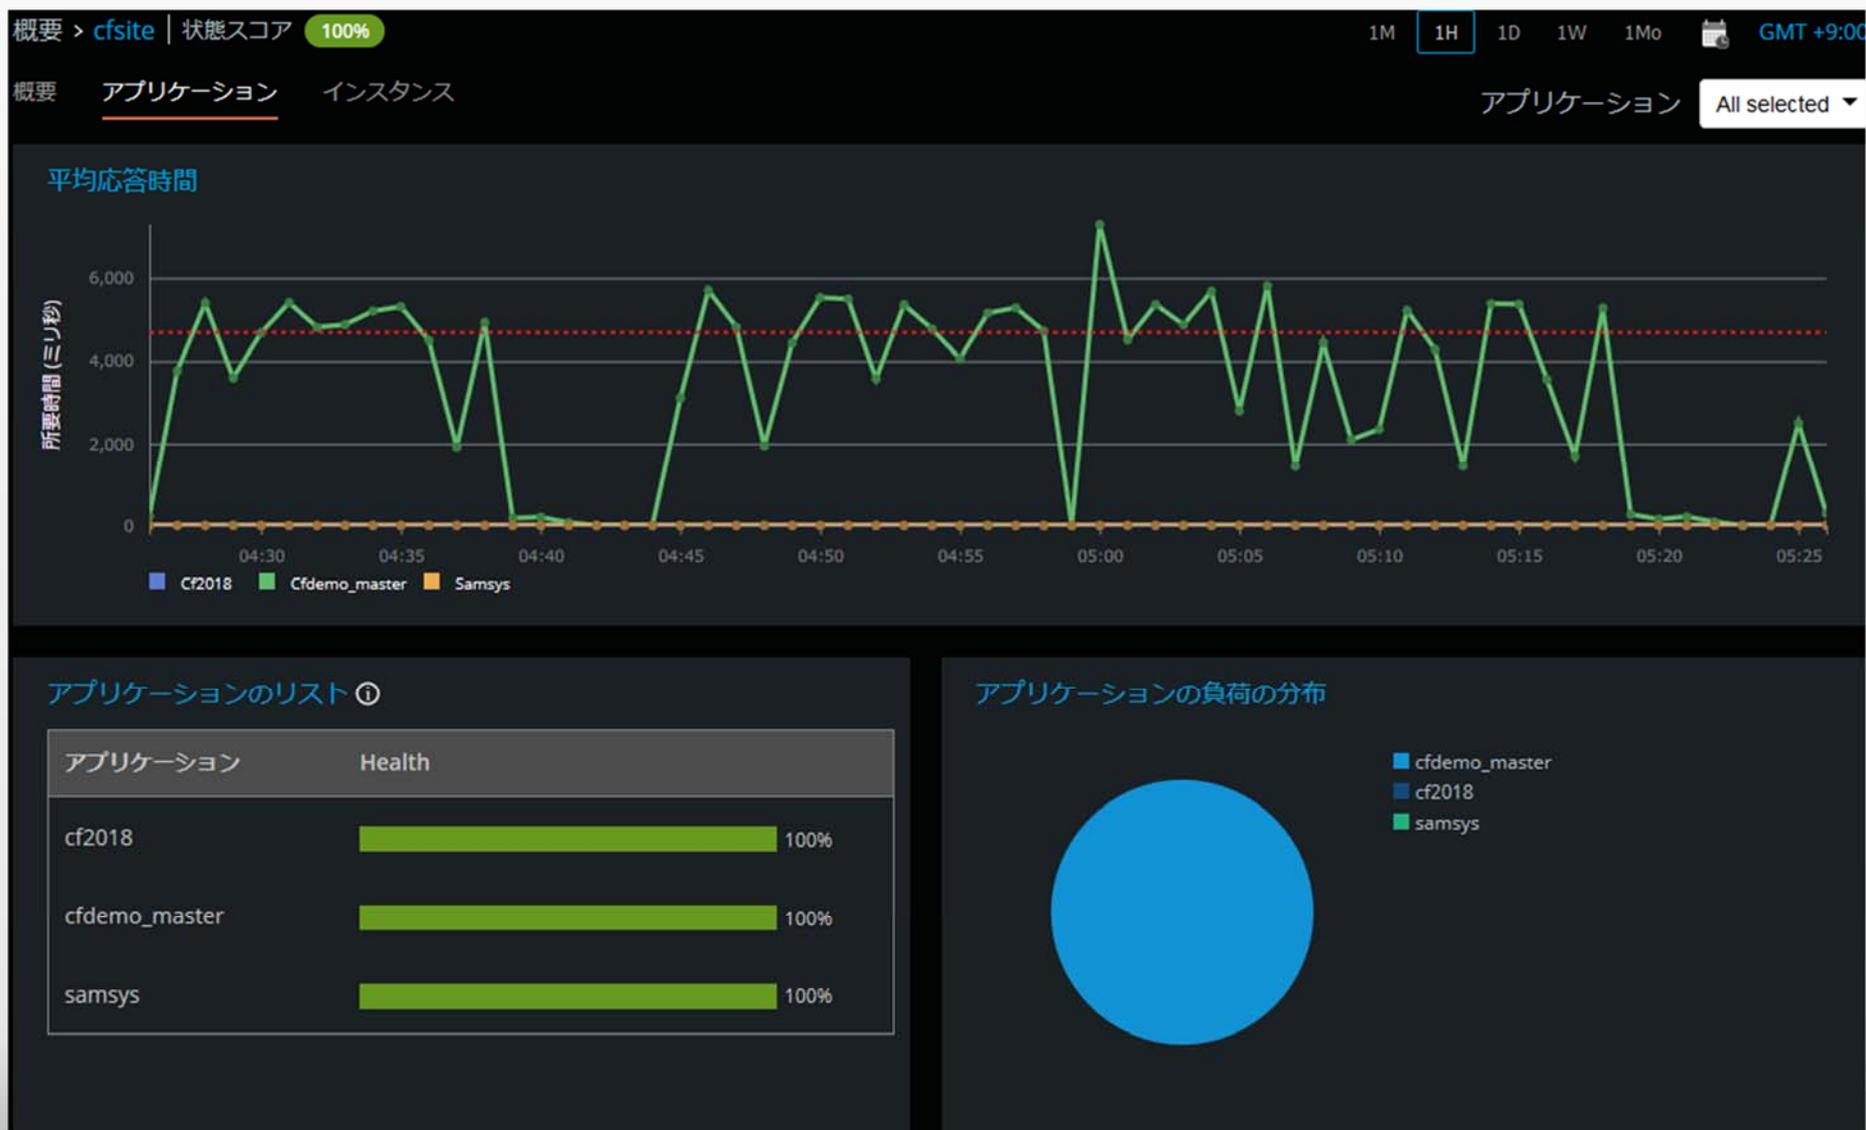 概要 > cfsite | 状態スコア 100%
1M 1H 1D 1W 1Mo GMT +9:00
概要 アプリケーション インスタンス
アプリケーション All selected
平均応答時間
所要時間 (ミリ秒)
6,000
4,000
2,000
0
04:30 04:35 04:40 04:45 04:50 04:55 05:00 05:05 05:10 05:15 05:20 05:25
Cf2018 Cfdemo_master Samsys
アプリケーションのリスト
アプリケーション Health
cf2018 100%
cfdemo_master 100%
samsys 100%
アプリケーションの負荷の分布
cfdemo_master
cf2018
samsys